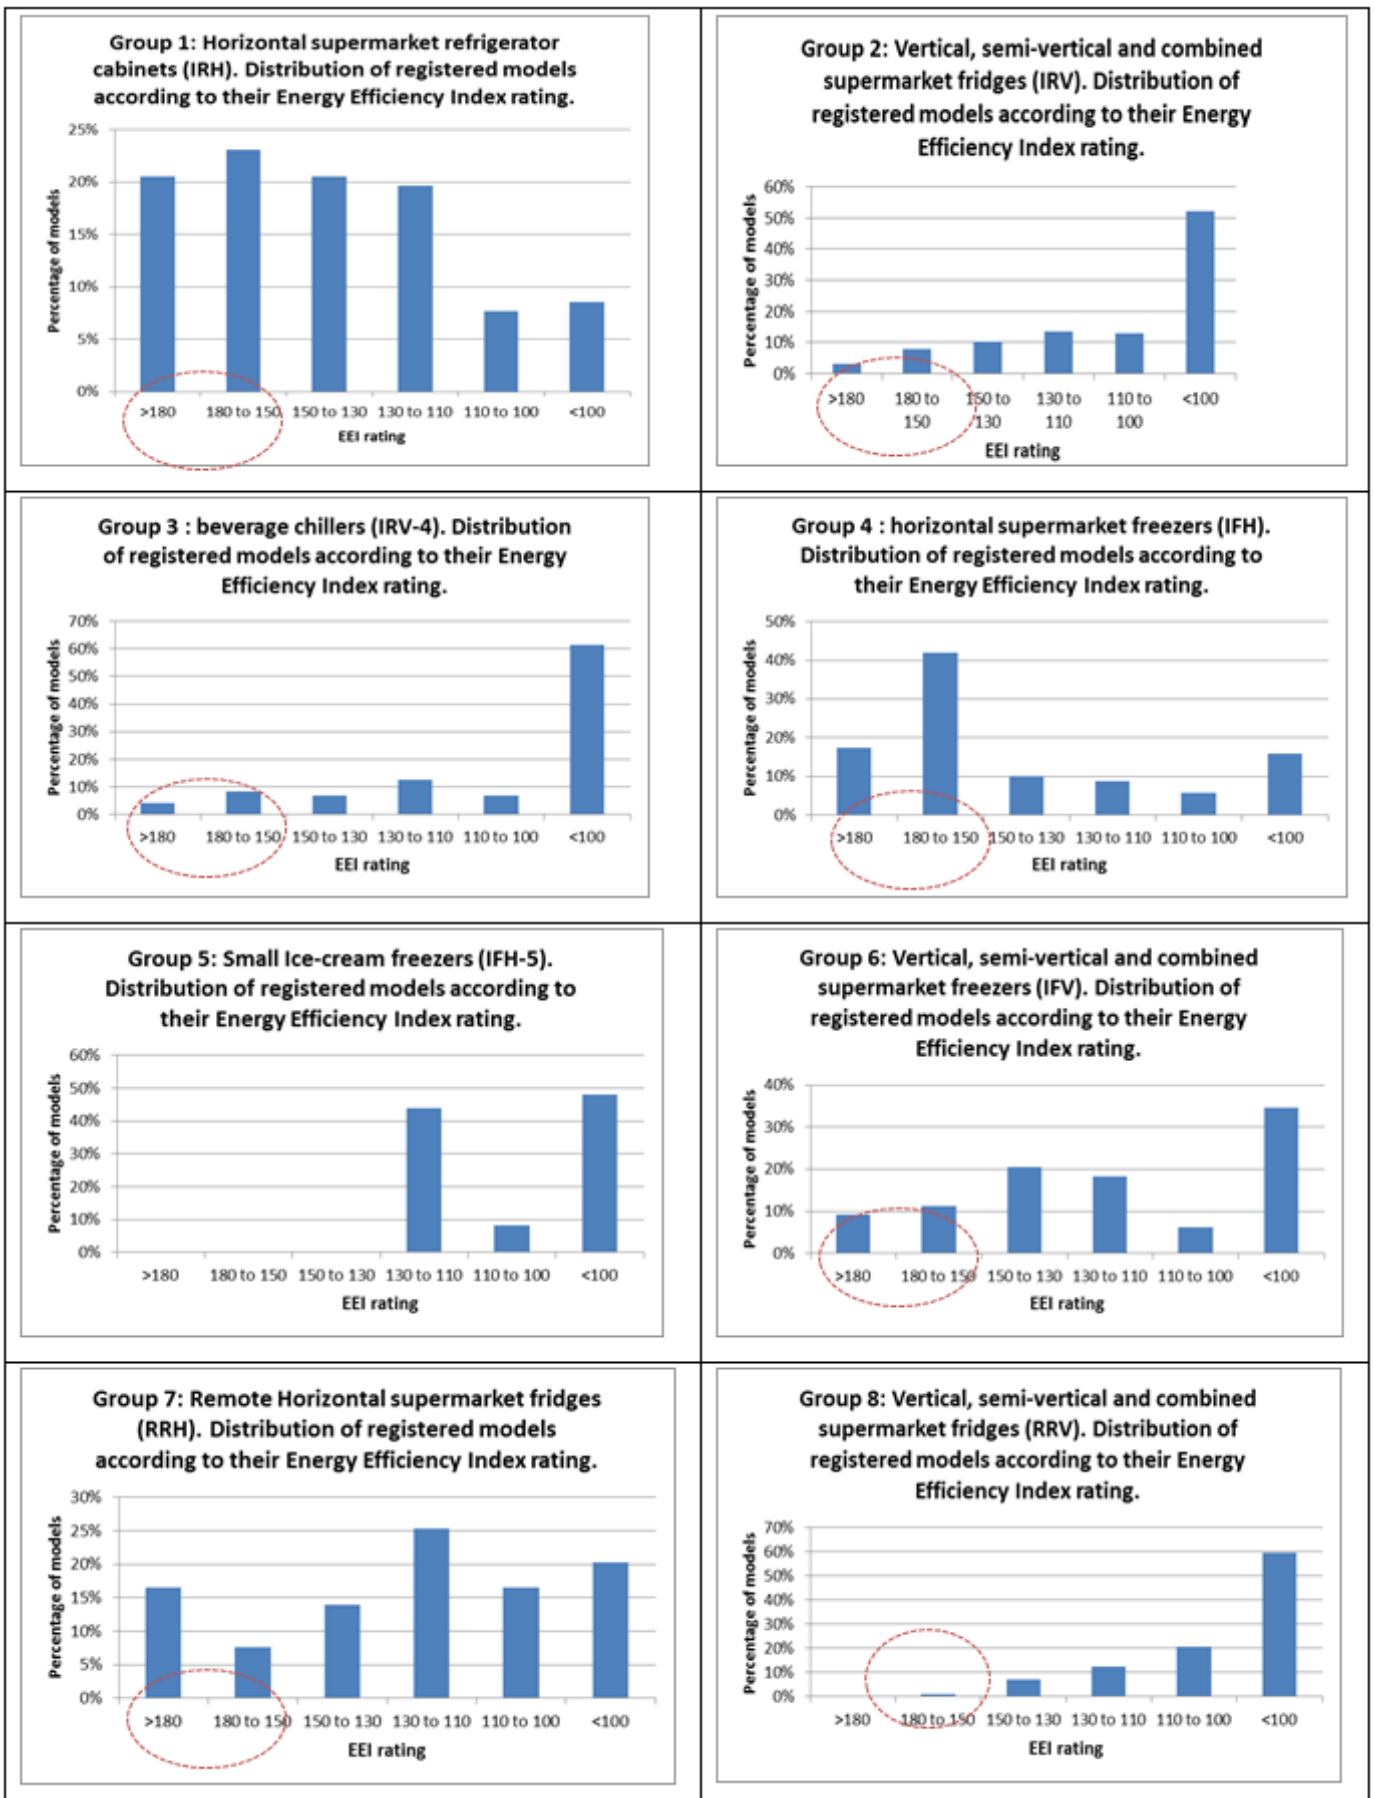 Group 1: Horizontal supermarket refrigerator
cabinets (IRH). Distribution of registered models
according to their Energy Efficiency Index rating.
Percentage of models
25%
20%
15%
10%
5%
0%
>180 180 to 150 150 to 130 130 to 110 110 to 100 <100
EEI rating
Group 2: Vertical, semi-vertical and combined
supermarket fridges (IRV). Distribution of
registered models according to their Energy
Efficiency Index rating.
Percentage of models
60%
50%
40%
30%
20%
10%
0%
>180 180 to 150 to 130 to 110 to <100
150 130 110 100
EEI rating
Group 3 : beverage chillers (IRV-4). Distribution
of registered models according to their Energy
Efficiency Index rating.
Percentage of models
70%
60%
50%
40%
30%
20%
10%
0%
>180 180 to 150 150 to 130 130 to 110 110 to 100 <100
EEI rating
Group 4 : horizontal supermarket freezers (IFH).
Distribution of registered models according to
their Energy Efficiency Index rating.
Percentage of models
50%
40%
30%
20%
10%
0%
>180 180 to 150 150 to 130 130 to 110 110 to 100 <100
EEI rating
Group 5: Small Ice-cream freezers (IFH-5).
Distribution of registered models according to
their Energy Efficiency Index rating.
Percentage of models
60%
50%
40%
30%
20%
10%
0%
>180 180 to 150 150 to 130 130 to 110 110 to 100 <100
EEI rating
Group 6: Vertical, semi-vertical and combined
supermarket freezers (IFV). Distribution of
registered models according to their Energy
Efficiency Index rating.
Percentage of models
40%
30%
20%
10%
0%
>180 180 to 150 150 to 130 130 to 110 110 to 100 <100
EEI rating
Group 7: Remote Horizontal supermarket fridges
(RRH). Distribution of registered models
according to their Energy Efficiency Index rating.
Percentage of models
30%
25%
20%
15%
10%
5%
0%
>180 180 to 150 150 to 130 130 to 110 110 to 100 <100
EEI rating
Group 8: Vertical, semi-vertical and combined
supermarket fridges (RRV). Distribution of
registered models according to their Energy
Efficiency Index rating.
Percentage of models
70%
60%
50%
40%
30%
20%
10%
0%
>180 180 to 150 150 to 130 130 to 110 110 to 100 <100
EEI rating